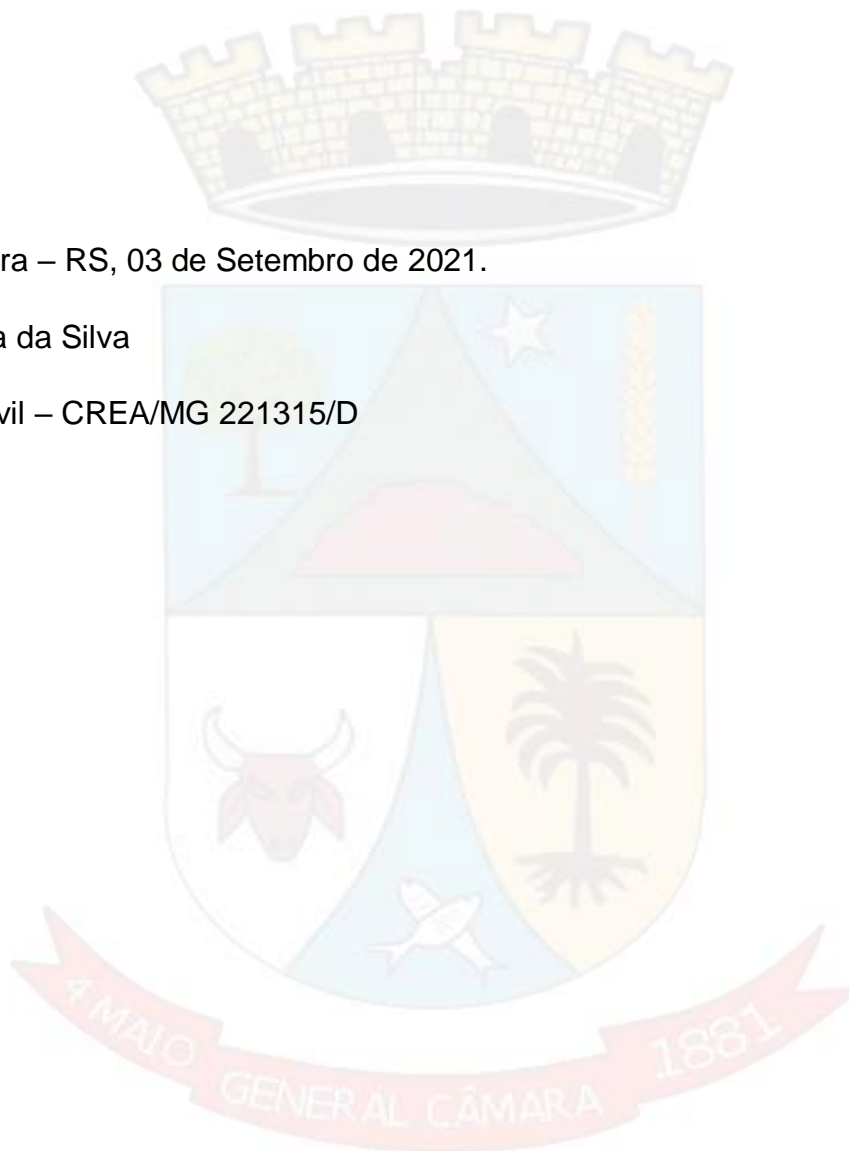 ra – RS, 03 de Setembro de 2021.
a da Silva
vil – CREA/MG 221315/D
4 MAIO
GENERAL CÂMARA
1881